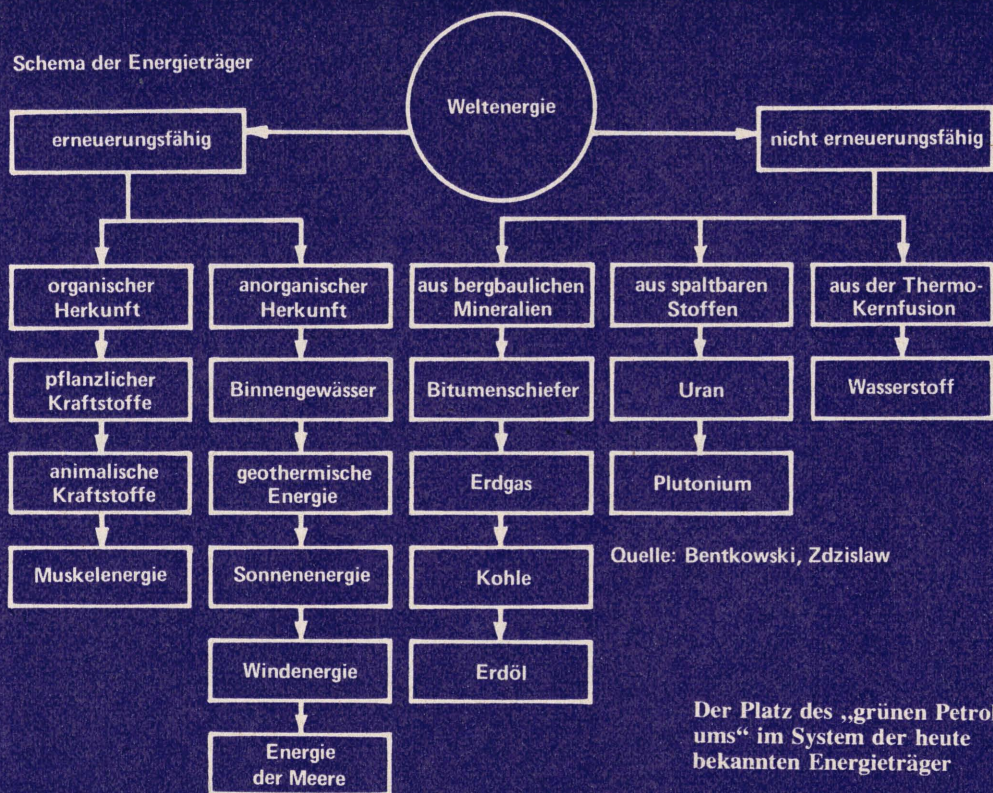 Schema der Energieträger
Weltenergie
erneuerungsfähig
nicht erneuerungsfähig
organischer
Herkunft
anorganischer
Herkunft
aus bergbaulichen
Mineralien
aus spaltbaren
Stoffen
aus der Thermo-
Kernfusion
pflanzlicher
Kraftstoffe
Binnengewässer
Bitumenschiefer
Uran
Wasserstoff
animalische
Kraftstoffe
geothermische
Energie
Erdgas
Plutonium
Muskelenergie
Sonnenenergie
Kohle
Quelle: Bentkowski, Zdzislaw
Windenergie
Erdöl
Energie
der Meere
Der Platz des „grünen Petrol
ums“ im System der heute
bekannten Energieträger